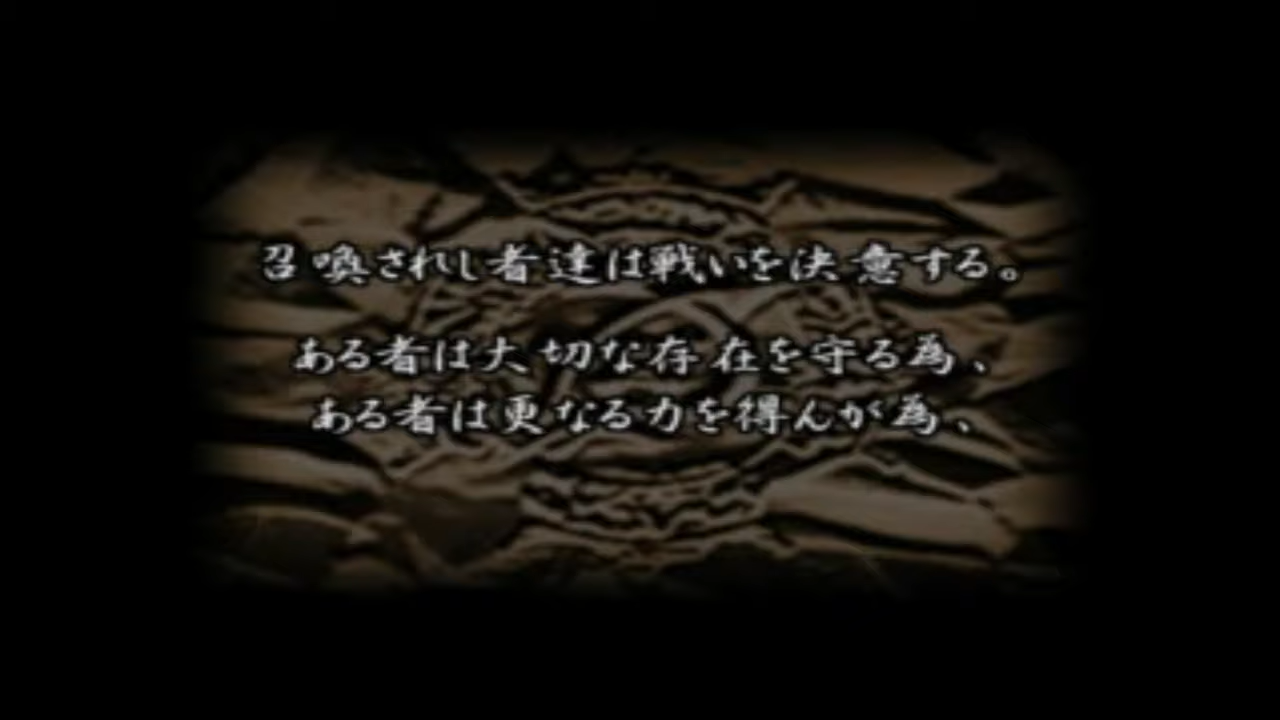 召喚されし者達は戦いを決意する。
ある者は大切な存在を守る為、
ある者は更なる力を得んが為、